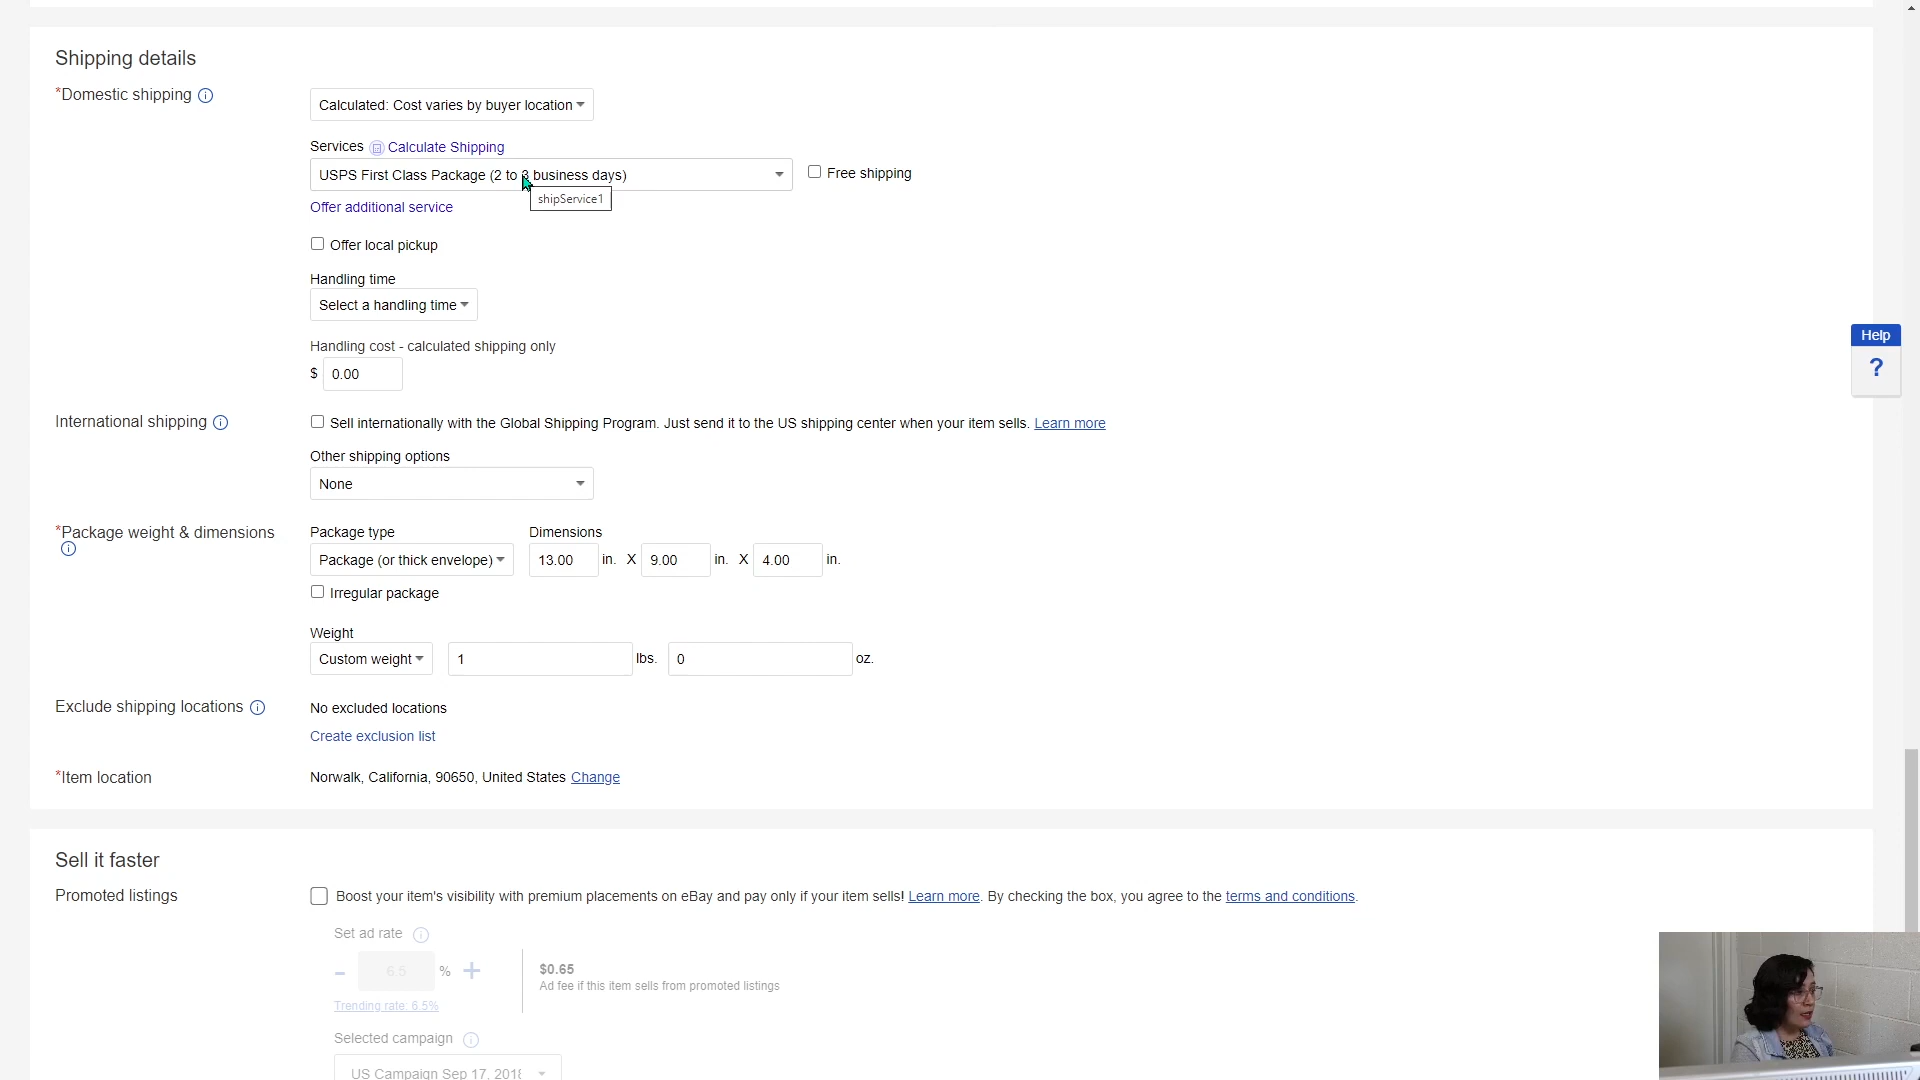 Shipping details
*Domestic shipping
Calculated: Cost varies by buyer location
Services Calculate Shipping
USPS First Class Package (2 to 3 business days)
Free shipping
shipService1
Offer additional service
Offer local pickup
Handling time
Select a handling time
Handling cost - calculated shipping only
$ 0.00
Help
?
International shipping
Sell internationally with the Global Shipping Program. Just send it to the US shipping center when your item sells. Learn more
Other shipping options
None
*Package weight & dimensions
Package type
Dimensions
Package (or thick envelope)
13.00 in. X 9.00 in. X 4.00 in.
Irregular package
Weight
Custom weight 1 lbs. 0 oz.
Exclude shipping locations
No excluded locations
Create exclusion list
*Item location
Norwalk, California, 90650, United States Change
Sell it faster
Promoted listings
Boost your item's visibility with premium placements on eBay and pay only if your item sells! Learn more. By checking the box, you agree to the terms and conditions.
Set ad rate
- 6.5 % +
$0.65
Ad fee if this item sells from promoted listings
Trending rate: 6.5%
Selected campaign
US Campaign Sep 17, 2018